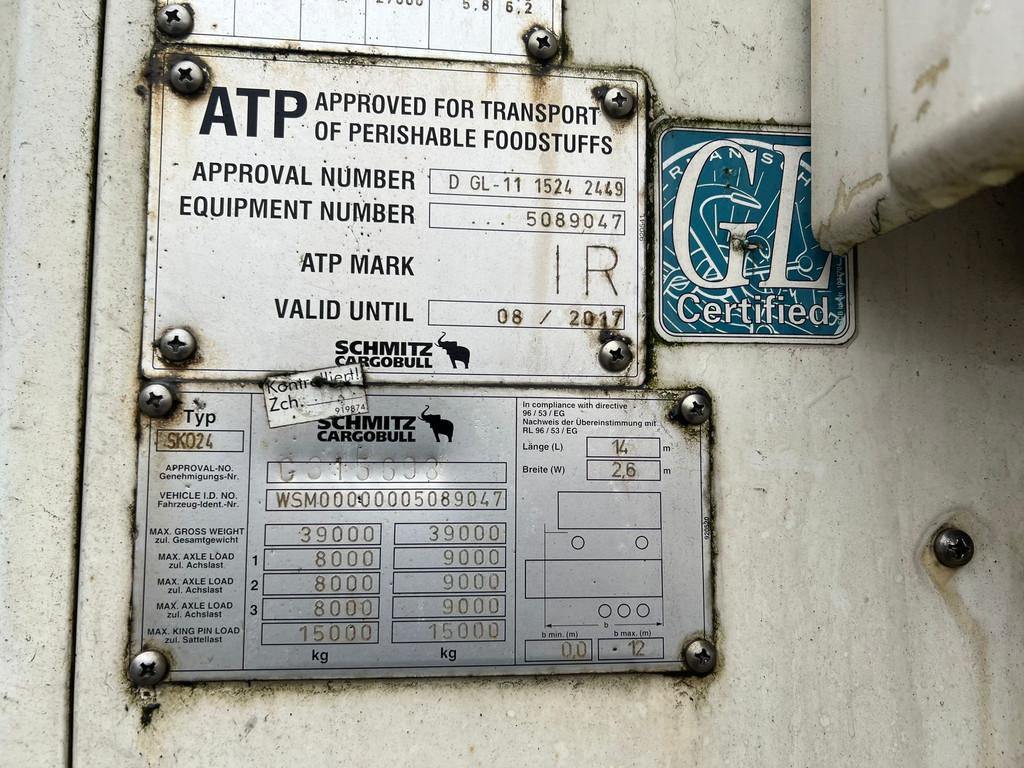 27000 5.8 6.2
ATP APPROVED FOR TRANSPORT
OF PERISHABLE FOODSTUFFS
APPROVAL NUMBER D GL-11 1524 2449
EQUIPMENT NUMBER ... 5089047
ATP MARK IR
VALID UNTIL 08 / 2017
SCHMITZ
CARGOBULL
TRANS
GL
Certified
Kontrolliert!
Zch.
919874
Typ
SK024
SCHMITZ
CARGOBULL
APPROVAL-NO.
Genehmigungs-Nr.
VEHICLE I.D. NO. WSM00000005089047
Fahrzeug-Ident.-Nr.
MAX. GROSS WEIGHT 39000 39000
zul. Gesamtgewicht
MAX. AXLE LOAD 1 8000 9000
zul. Achslast
MAX. AXLE LOAD 2 8000 9000
zul. Achslast
MAX. AXLE LOAD 3 8000 9000
zul. Achslast
MAX. KING PIN LOAD 15000 15000
zul. Sattellast
kg kg
In compliance with directive
96 / 53 / EG
Nachweis der Übereinstimmung mit
RL 96 / 53 / EG
Länge (L) 14 m
Breite (W) 2,6 m
b
b min. (m) b max. (m)
0,0 12